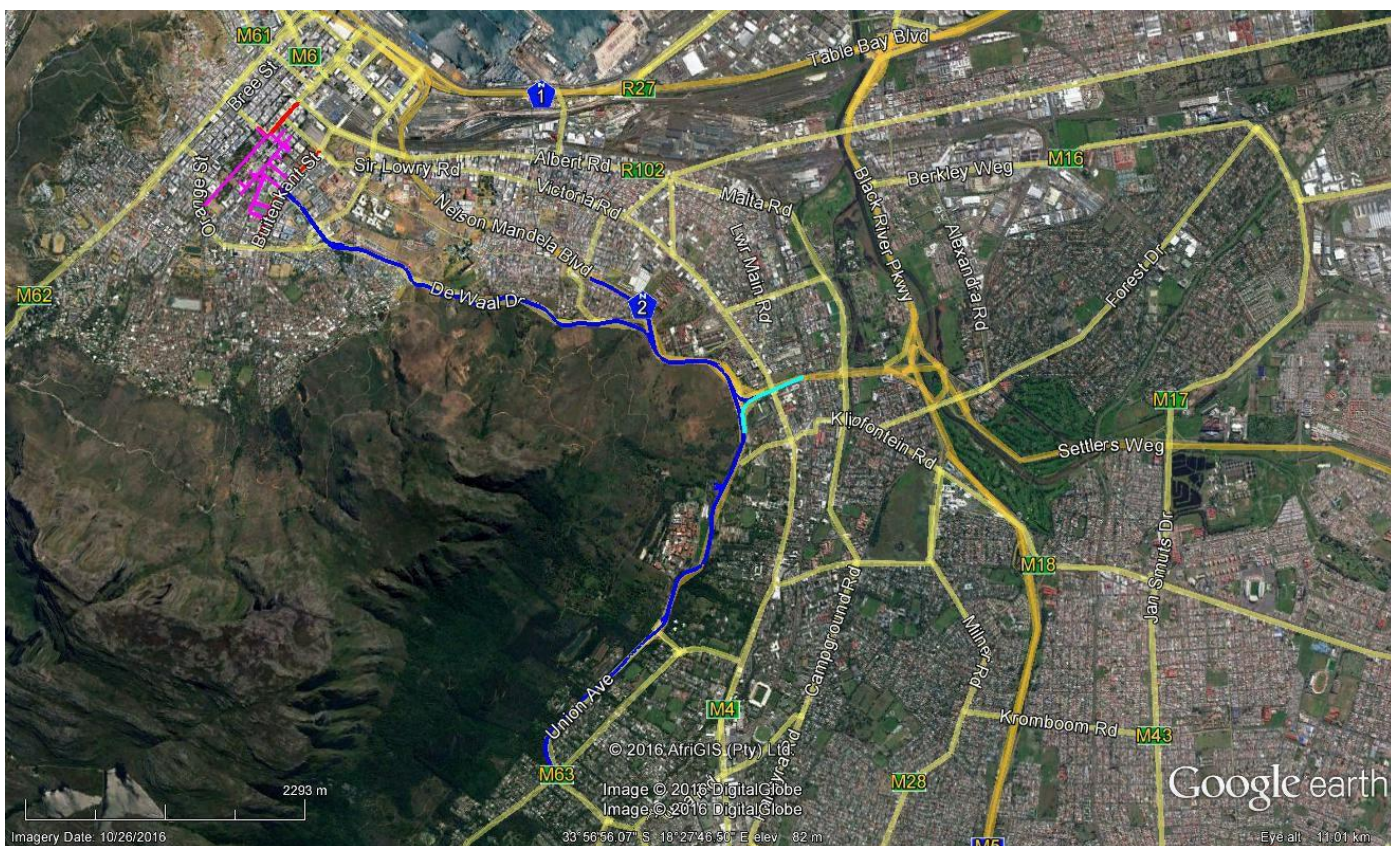 M61
M6
Bree St
N
1
R27
Table Bay Blvd
Orange St
Buitenkant St
Sir Lowry Rd
Albert Rd
R102
Victoria Rd
Malta Rd
Berkley Weg
M16
Black River Pkwy
Nelson Mandela Blvd
Lwr Main Rd
Alexandra Rd
Forest Dr
M62
De Waal Dr
N
2
M17
Klipfontein Rd
Settlers Weg
M18
Jan Smuts Dr
Campground Rd
Milner Rd
Union Ave
M4
Kromboom Rd
M43
M63
M28
M5
© 2016 AfriGIS (Pty) Ltd.
Image © 2016 DigitalGlobe
Image © 2016 DigitalGlobe
Google earth
2293 m
Imagery Date: 10/26/2016
33°56'56.07" S 18°27'46.56" E elev 82 m
Eye alt 11.01 km